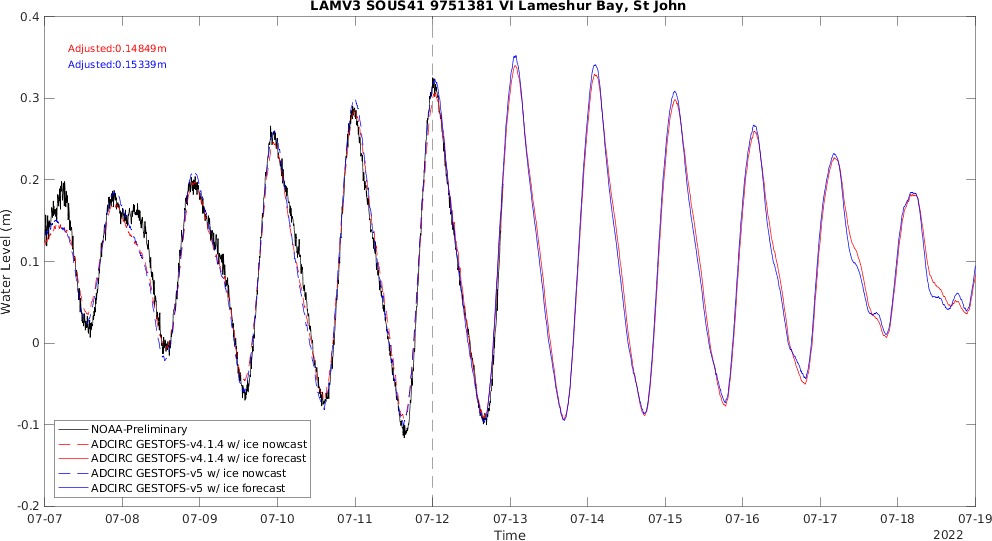 LAMV3 SOUS41 9751381 VI Lameshur Bay, St John
0.4
Adjusted:0.14849m
Adjusted:0.15339m
0.3
0.2
Water Level (m)
0.1
0
-0.1
NOAA-Preliminary
ADCIRC GESTOFS-v4.1.4 w/ ice nowcast
ADCIRC GESTOFS-v4.1.4 w/ ice forecast
ADCIRC GESTOFS-v5 w/ ice nowcast
ADCIRC GESTOFS-v5 w/ ice forecast
-0.2
07-07 07-08 07-09 07-10 07-11 07-12 07-13 07-14 07-15 07-16 07-17 07-18 07-19
Time
2022